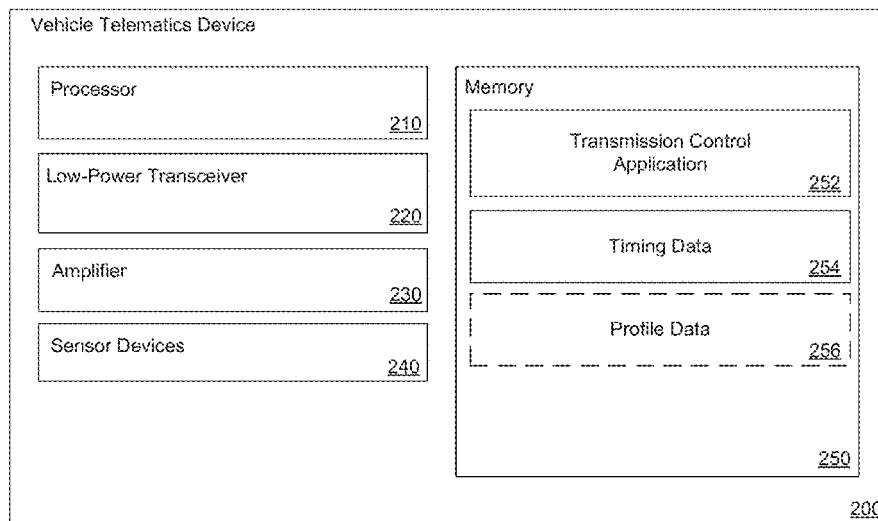 Vehicle Telematics Device
Processor
210
Low-Power Transceiver
220
Amplifier
230
Sensor Devices
240
Memory
Transmission Control
Application
252
Timing Data
254
Profile Data
256
250
200